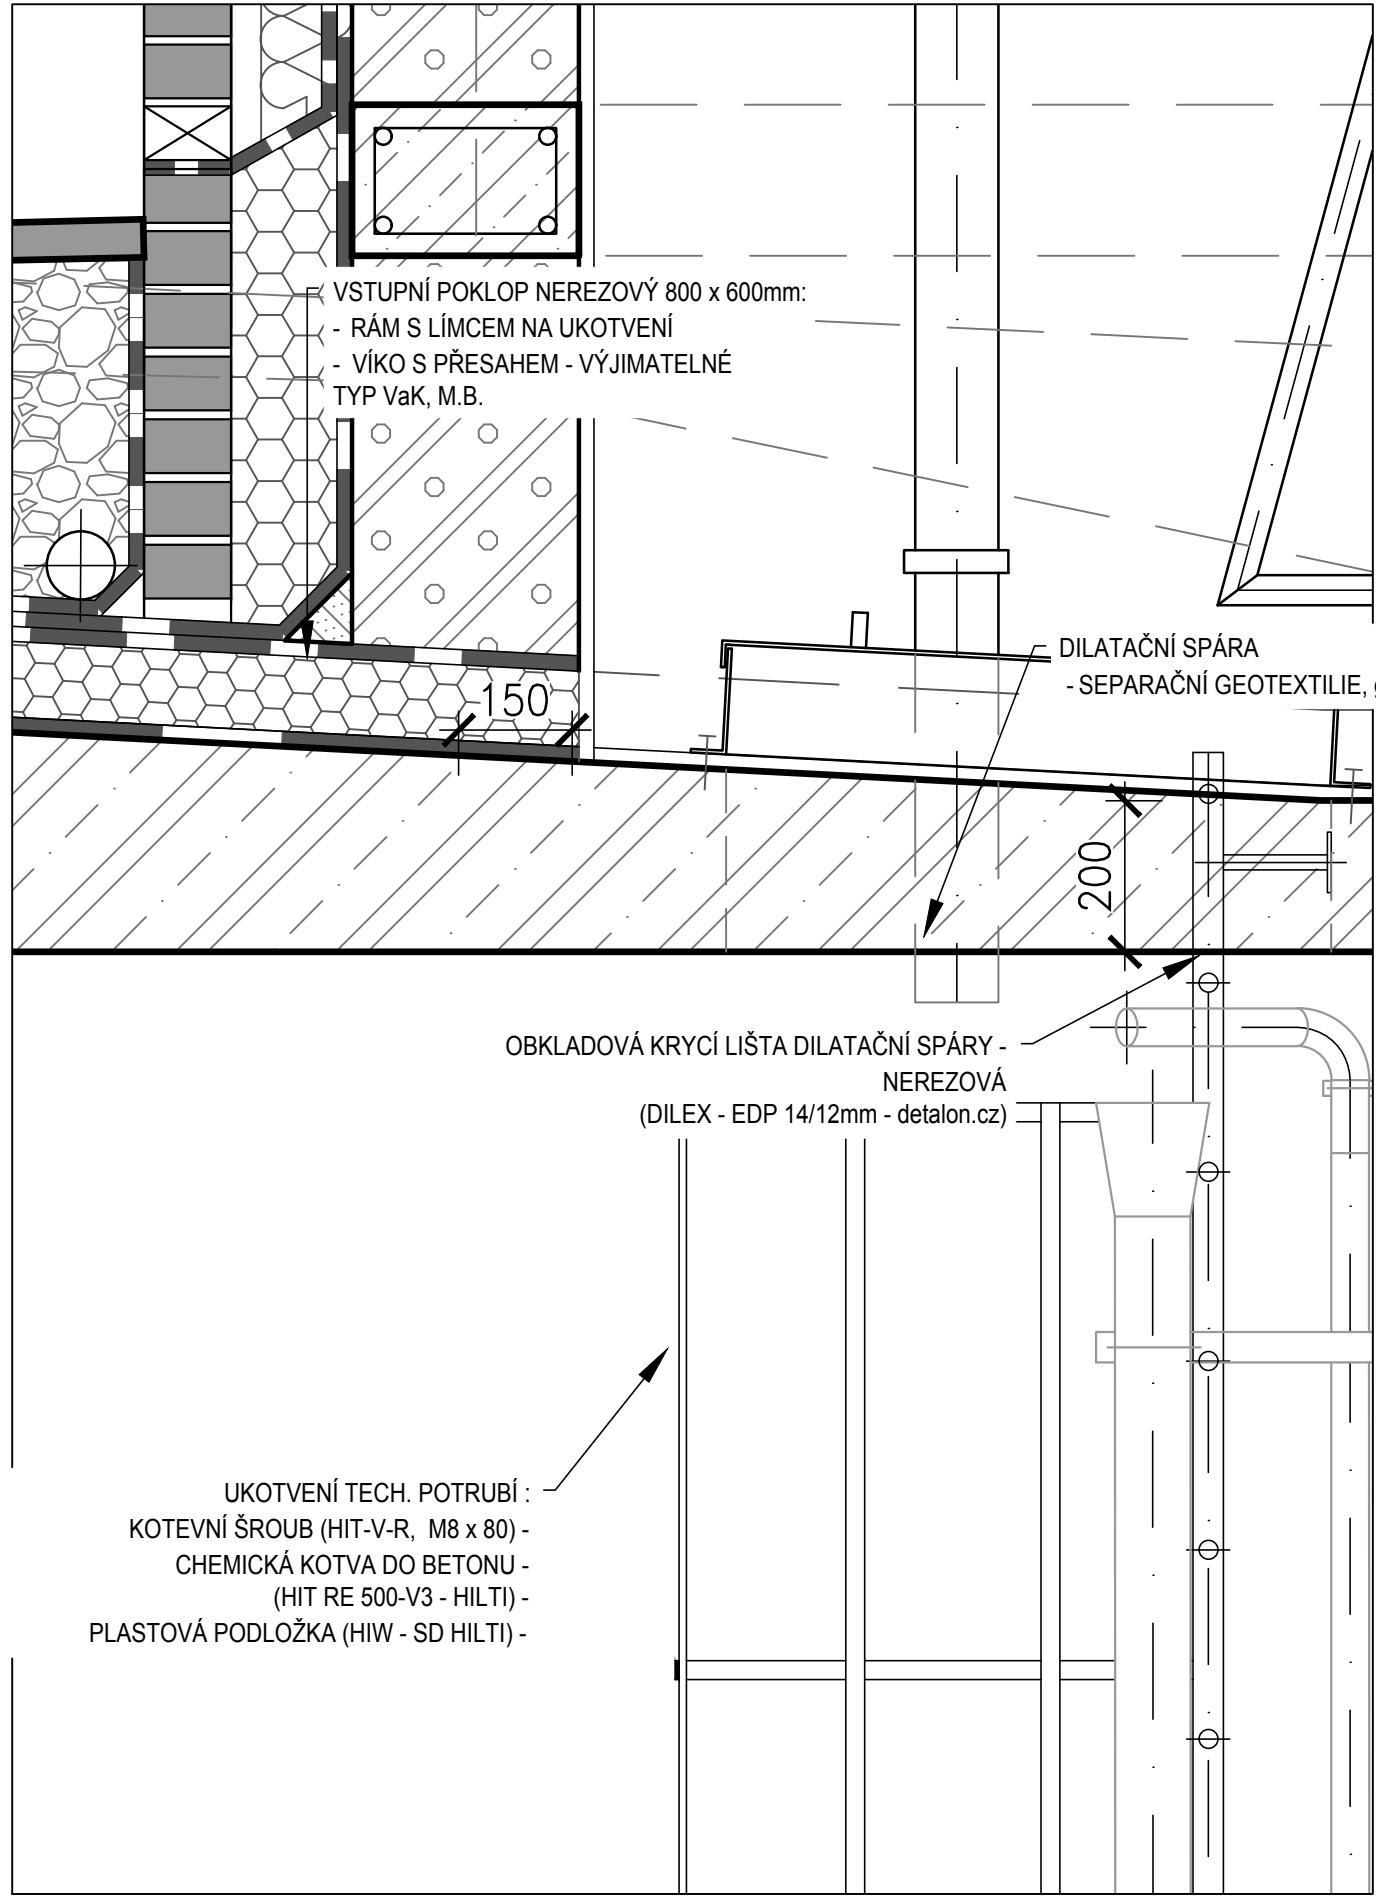 VSTUPNÍ POKLOP NEREZOVÝ 800 x 600mm:
- RÁM S LÍMCEM NA UKOTVENÍ
- VÍKO S PŘESAHEM - VÝJIMATELNÉ
TYP VaK, M.B.
DILATAČNÍ SPÁRA
- SEPARAČNÍ GEOTEXTILIE,
150
200
OBKLADOVÁ KRYCÍ LIŠTA DILATAČNÍ SPÁRY -
NEREZOVÁ
(DILEX - EDP 14/12mm - detalon.cz)
UKOTVENÍ TECH. POTRUBÍ :
KOTEVNÍ ŠROUB (HIT-V-R, M8 x 80) -
CHEMICKÁ KOTVA DO BETONU -
(HIT RE 500-V3 - HILTI) -
PLASTOVÁ PODLOŽKA (HIW - SD HILTI) -